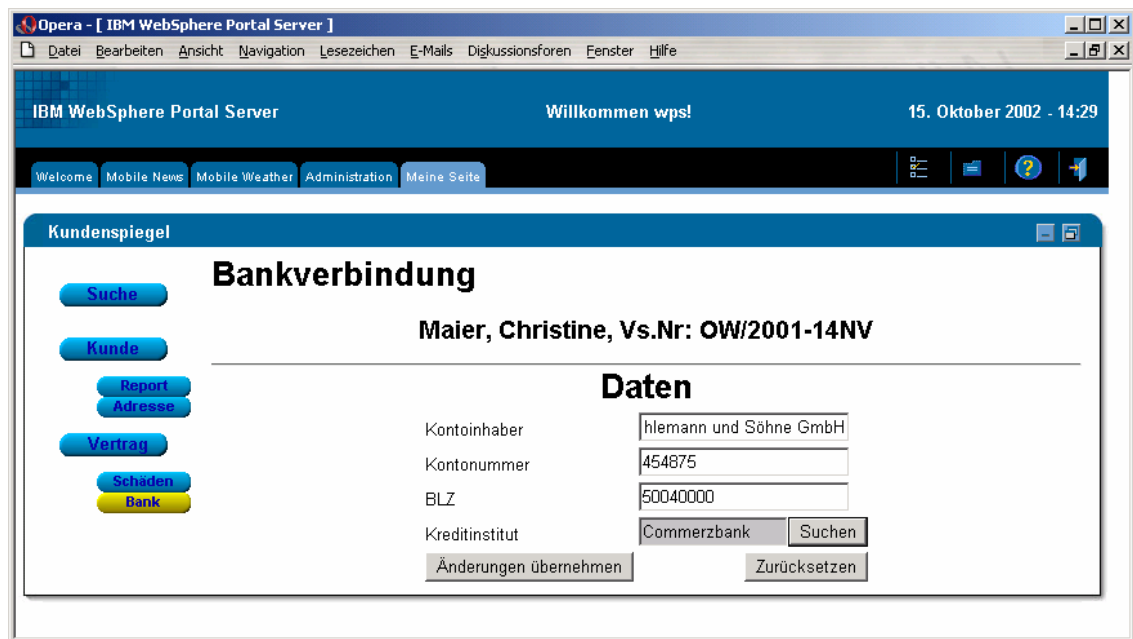 Opera - [ IBM WebSphere Portal Server ]
Datei Bearbeiten Ansicht Navigation Lesezeichen E-Mails Diskussionsforen Fenster Hilfe
IBM WebSphere Portal Server Willkommen wps! 15. Oktober 2002 - 14:29
Welcome Mobile News Mobile Weather Administration Meine Seite
Kundenspiegel
Bankverbindung
Suche
Maier, Christine, Vs.Nr: OW/2001-14NV
Kunde
Daten
Report
Adresse
Kontoinhaber hlemann und Söhne GmbH
Vertrag
Kontonummer 454875
Schäden
BLZ 50040000
Bank
Kreditinstitut Commerzbank Suchen
Änderungen übernehmen Zurücksetzen